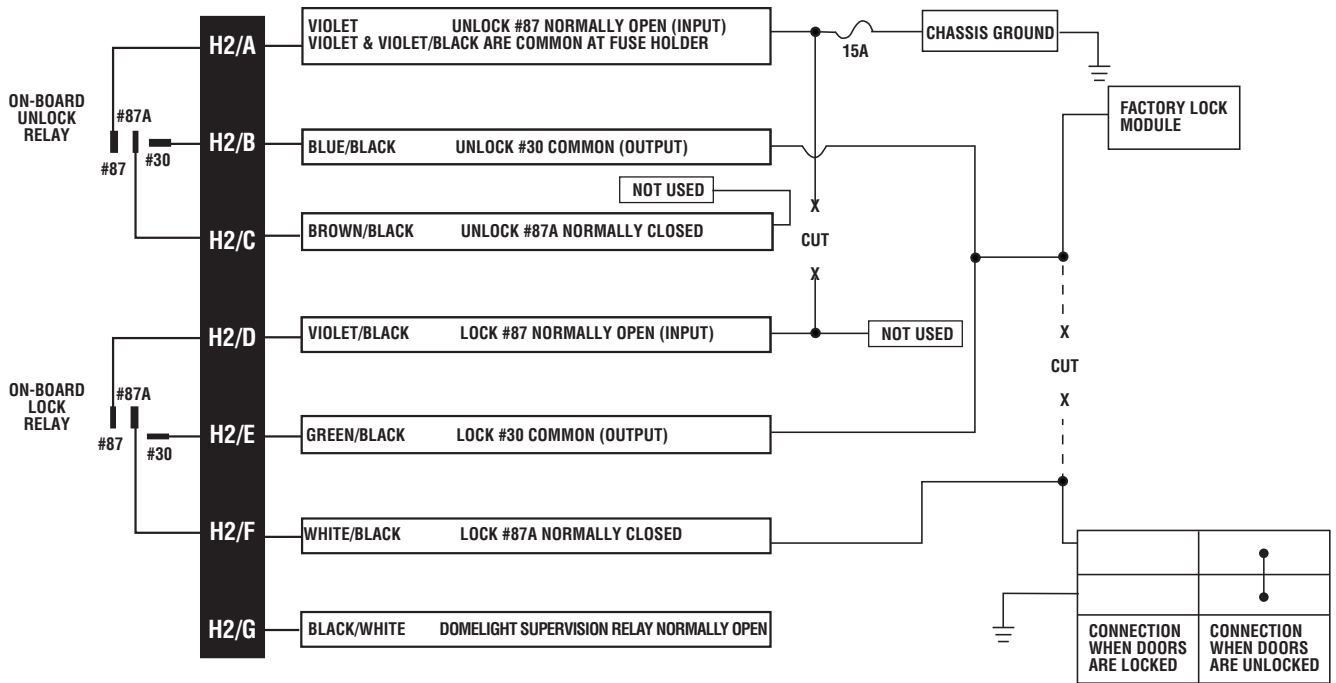 H2/A
VIOLET UNLOCK #87 NORMALLY OPEN (INPUT)
VIOLET & VIOLET/BLACK ARE COMMON AT FUSE HOLDER
15A
CHASSIS GROUND
ON-BOARD
UNLOCK
RELAY
#87A
#87
#30
FACTORY LOCK
MODULE
H2/B
BLUE/BLACK UNLOCK #30 COMMON (OUTPUT)
NOT USED
X
CUT
X
H2/C
BROWN/BLACK UNLOCK #87A NORMALLY CLOSED
H2/D
VIOLET/BLACK LOCK #87 NORMALLY OPEN (INPUT)
NOT USED
X
CUT
X
ON-BOARD
LOCK
RELAY
#87A
#87
#30
H2/E
GREEN/BLACK LOCK #30 COMMON (OUTPUT)
H2/F
WHITE/BLACK LOCK #87A NORMALLY CLOSED
H2/G
BLACK/WHITE DOMELIGHT SUPERVISION RELAY NORMALLY OPEN
CONNECTION
WHEN DOORS
ARE LOCKED
CONNECTION
WHEN DOORS
ARE UNLOCKED